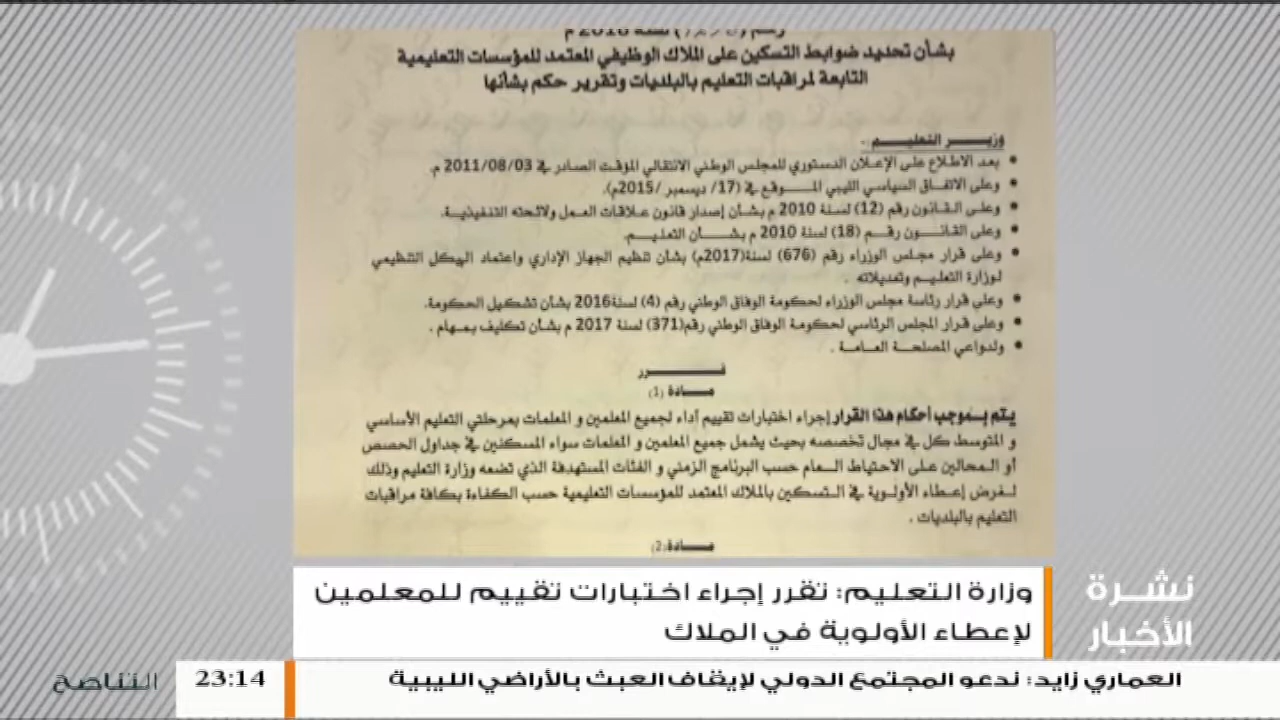 لسنة 2018 م
بشأن تحديد ضوابط التسكين على الملاك الوظيفي المعتمد للمؤسسات التعليمية
التابعة لمراقبات التعليم بالبلديات وتقرير حكم بشأنها
وزيـر التعليـم -
• بعد الاطلاع على الإعلان الدستوري للمجلس الوطني الانتقالي المؤقت الصادر في 2011/08/03 م.
• وعلى الاتفاق السياسي الليبي الموقع في (17/ ديسمبر /2015م).
• وعلى القانون رقم (12) لسنة 2010 م بشأن إصدار قانون علاقات العمل ولائحته التنفيذية.
• وعلى القانون رقم (18) لسنة 2010 م بشأن التعليم.
• وعلى قرار مجلس الوزراء رقم (676) لسنة(2017م) بشأن تنظيم الجهاز الإداري واعتماد الهيكل التنظيمي
لوزارة التعليم وتعديلاته .
• وعلى قرار رئاسة مجلس الوزراء لحكومة الوفاق الوطني رقم (4) لسنة2016 بشأن تشكيل الحكومة.
• وعلى قرار المجلس الرئاسي لحكومة الوفاق الوطني رقم(371) لسنة 2017 م بشأن تكليف بمهام .
• ولدواعي المصلحة العامة .
قـرر
مـادة (1)
يتم بموجب أحكام هذا القرار إجراء اختبارات تقييم أداء لجميع المعلمين و المعلمات بمرحلتي التعليم الأساسي
و المتوسط كل في مجال تخصصه بحيث يشمل جميع المعلمين و المعلمات سواء المسكنين في جداول الحصص
أو المحالين على الاحتياط العام حسب البرنامج الزمني و الفئات المستهدفة الذي تضعه وزارة التعليم وذلك
لغرض إعطاء الأولوية في التسكين بالملاك المعتمد للمؤسسات التعليمية حسب الكفاءة بكافة مراقبات
التعليم بالبلديات .
مـادة (2)
وزارة التعليم: تقرر إجراء اختبارات تقييم للمعلمين
لإعطاء الأولوية في الملاك
نشرة
الأخبار
العماري زايد: ندعو المجتمع الدولي لإيقاف العبث بالأراضي الليبية
23:14
التناصح